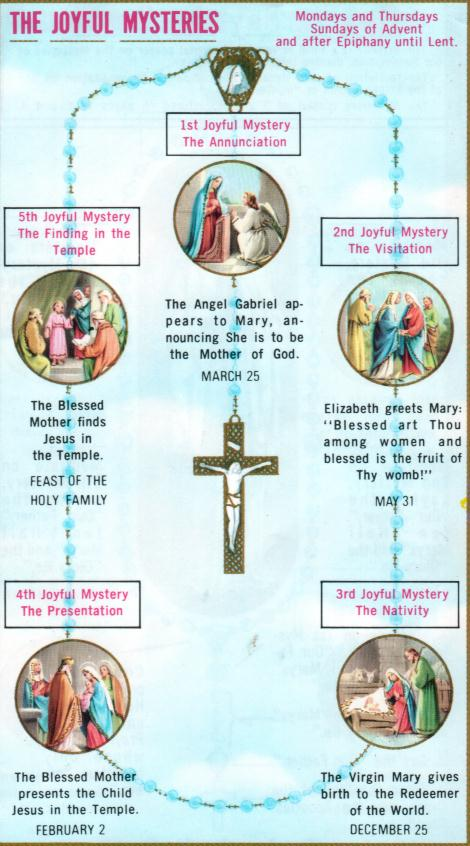 THE JOYFUL MYSTERIES
Mondays and Thursdays
Sundays of Advent
and after Epiphany until Lent.
1st Joyful Mystery
The Annunciation
The Angel Gabriel ap-
pears to Mary, an-
nouncing She is to be
the Mother of God.
MARCH 25
2nd Joyful Mystery
The Visitation
Elizabeth greets Mary:
"Blessed art Thou
among women and
blessed is the fruit of
Thy womb!"
MAY 31
3rd Joyful Mystery
The Nativity
The Virgin Mary gives
birth to the Redeemer
of the World.
DECEMBER 25
4th Joyful Mystery
The Presentation
The Blessed Mother
presents the Child
Jesus in the Temple.
FEBRUARY 2
5th Joyful Mystery
The Finding in the
Temple
The Blessed
Mother finds
Jesus in
the Temple.
FEAST OF THE
HOLY FAMILY